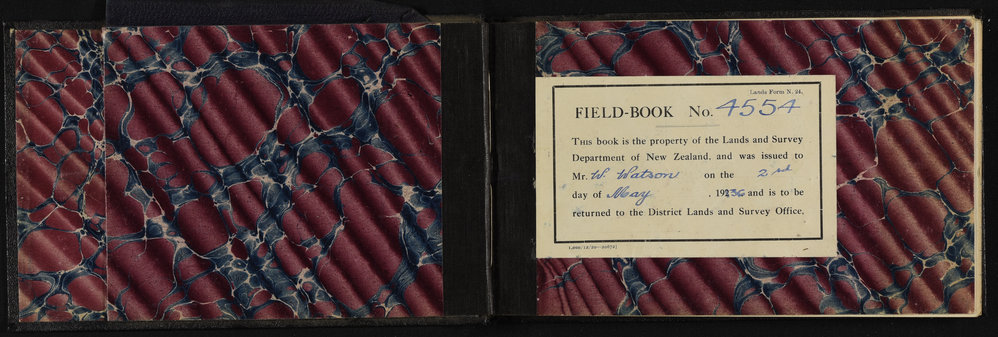 Lands Form N. 24.
FIELD-BOOK No. 4554
THIS book is the property of the Lands and Survey
Department of New Zealand, and was issued to
Mr. W Watson on the 2nd
day of May , 1936 and is to be
returned to the District Lands and Survey Office.